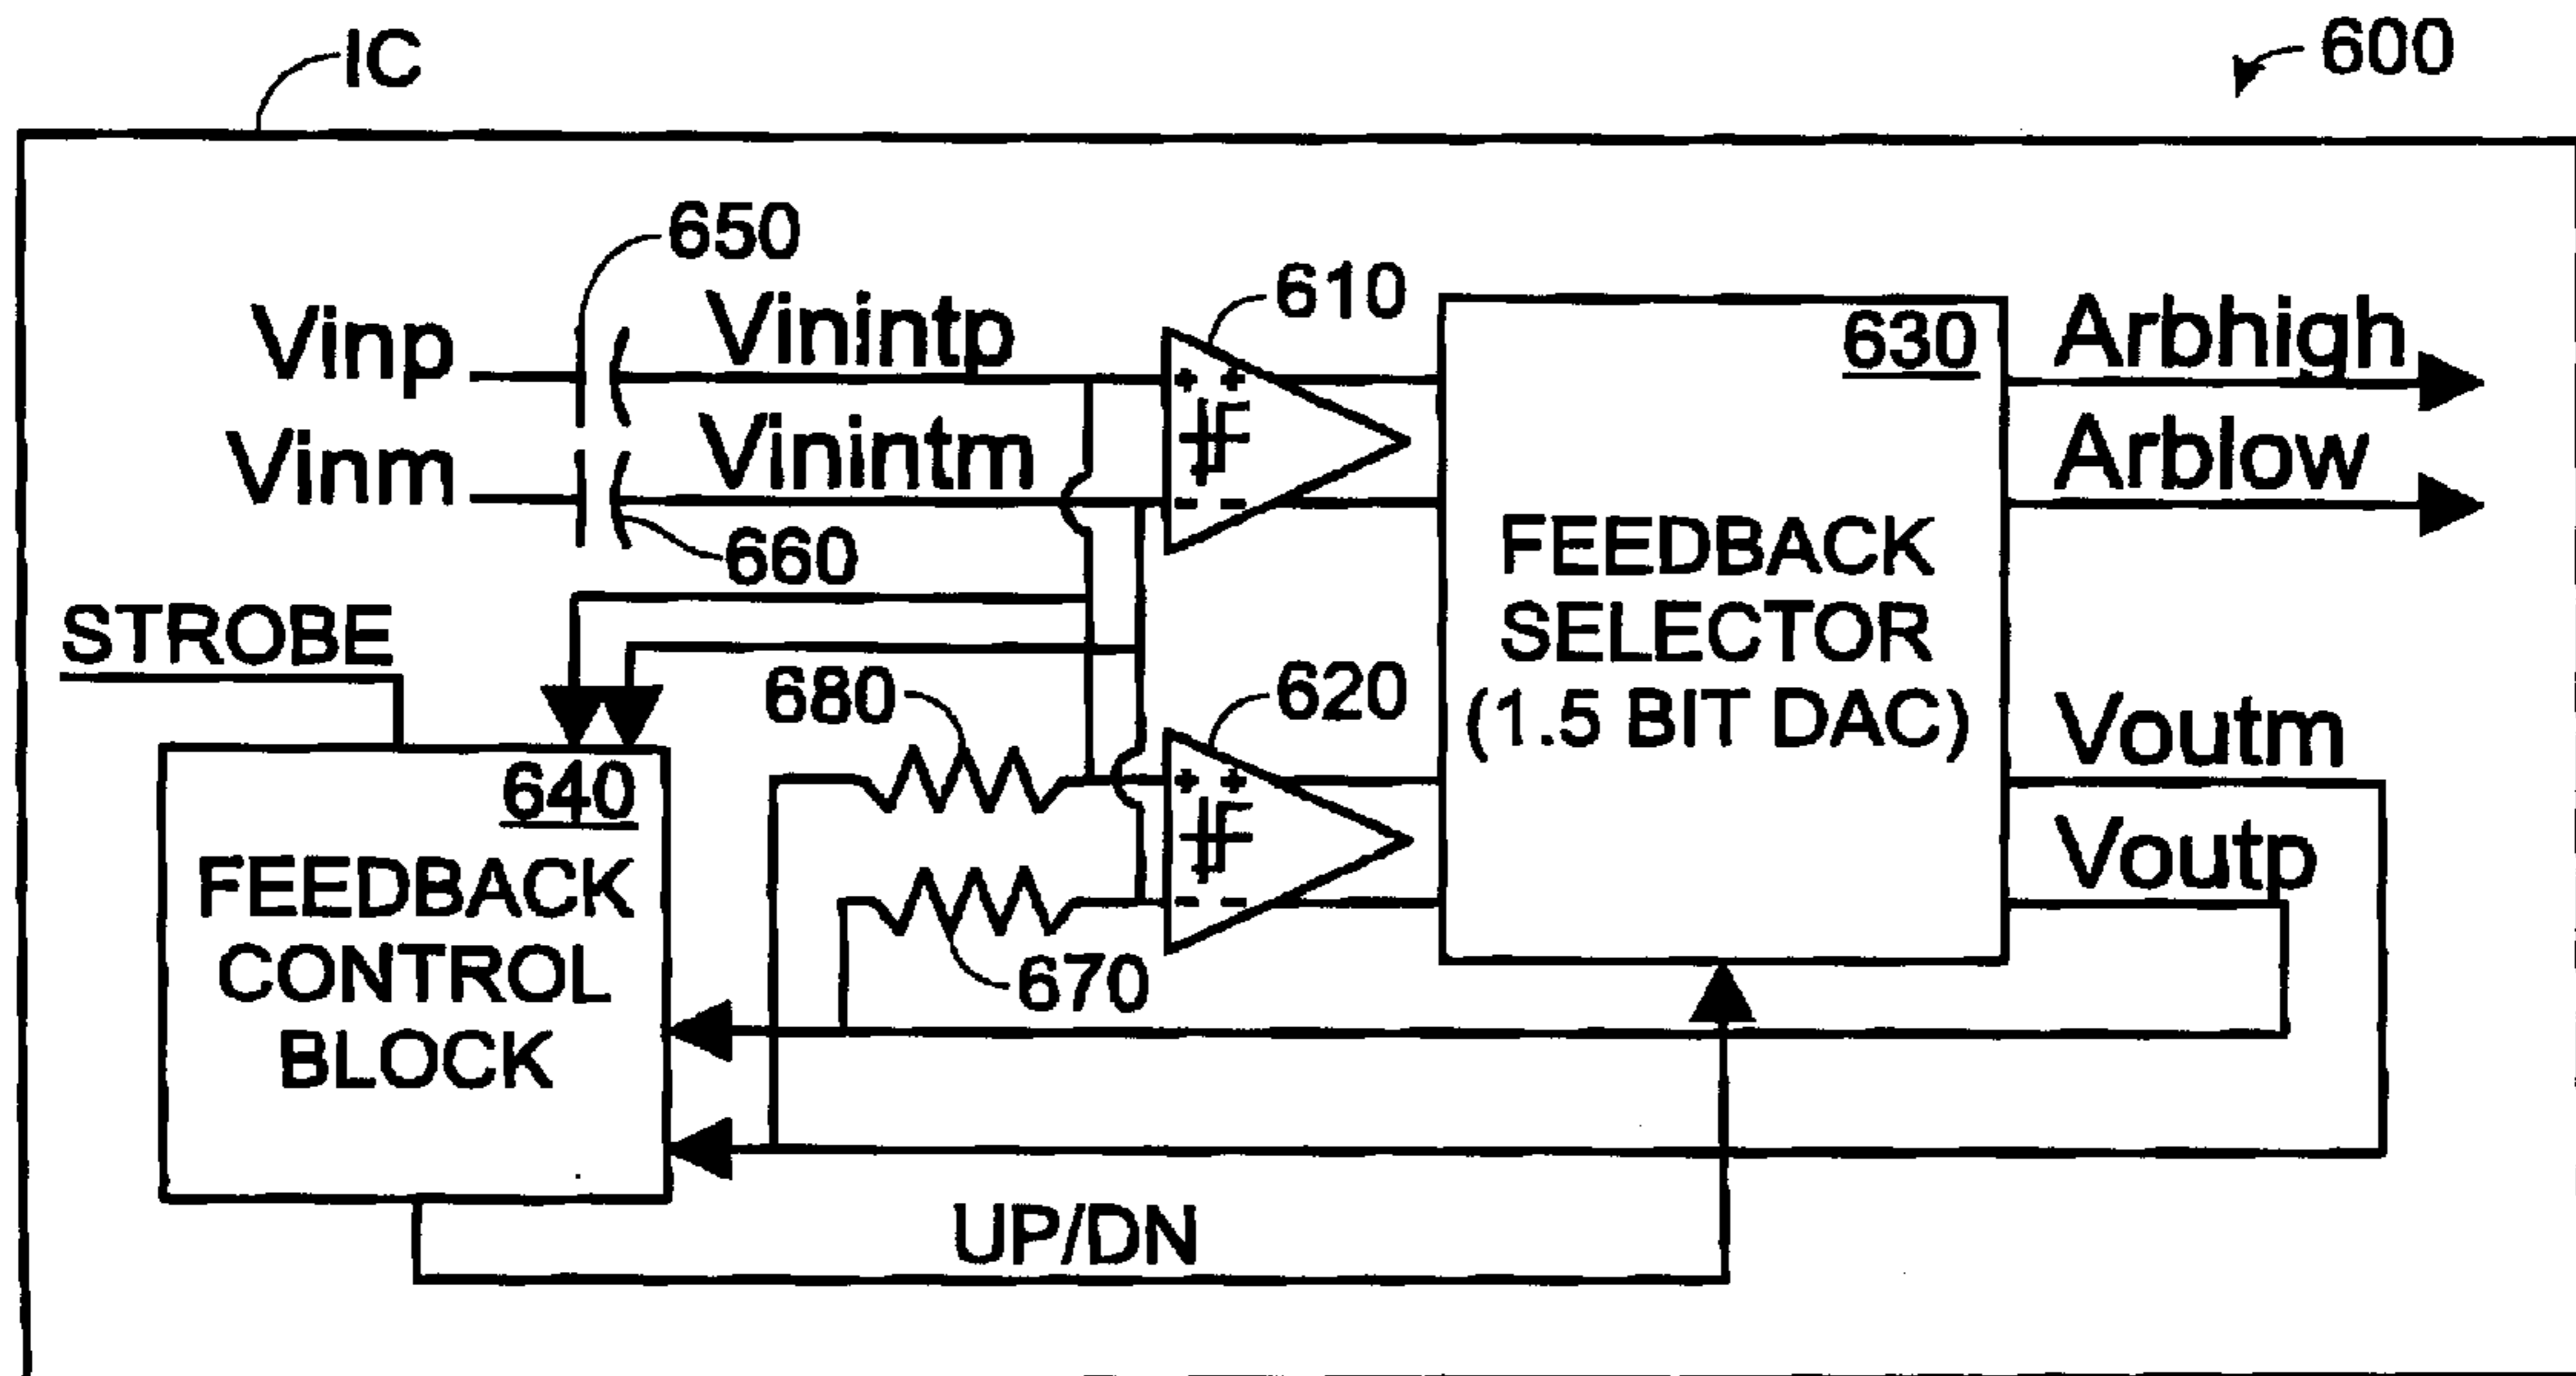 IC
600
650
Vinp
Vinintp
610
630
Arbhigh
Vinm
Vinintm
Arblow
660
FEEDBACK
SELECTOR
(1.5 BIT DAC)
STROBE
680
620
Voutm
640
Voutp
FEEDBACK
CONTROL
BLOCK
670
UP/DN